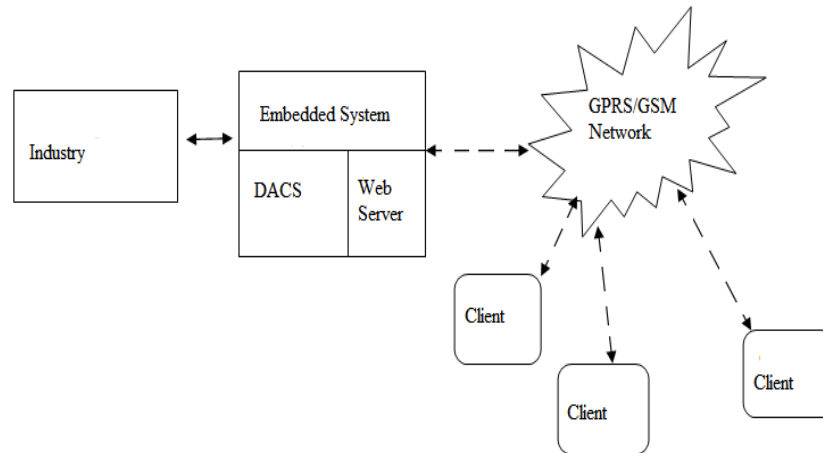 Industry
Embedded System
DACS
Web
Server
GPRS/GSM
Network
Client
Client
Client